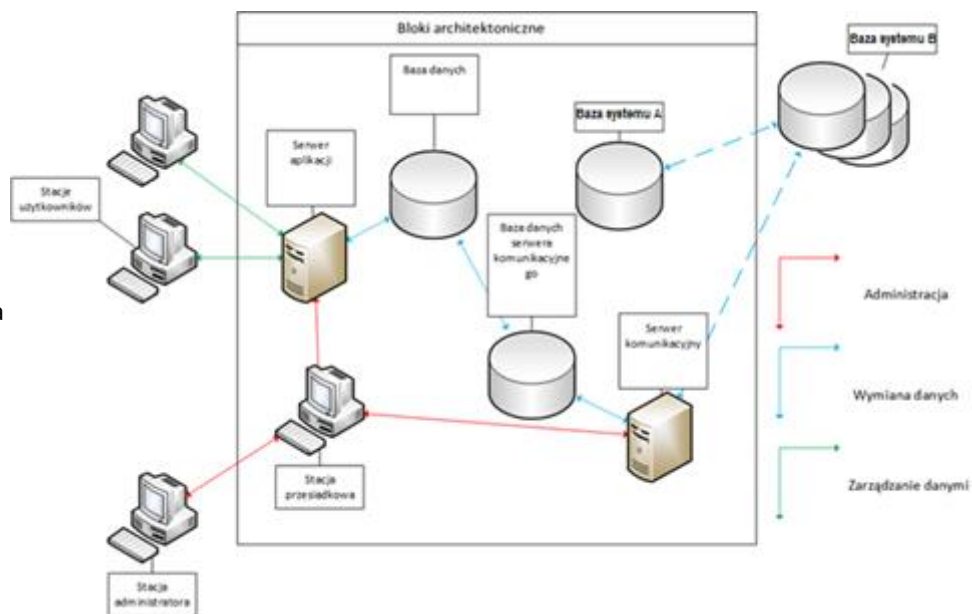 Bloki architektoniczne
Baza systemu B
Baza danych
Baza systemu A
Serwer
aplikacji
Stacje
użytkowników
Baza danych
serwera
komunikacyjne
go
Serwer
komunikacyjny
Administracja
Wymiana danych
Zarządzanie danymi
Stacja
przesiadkowa
Stacja
administratora